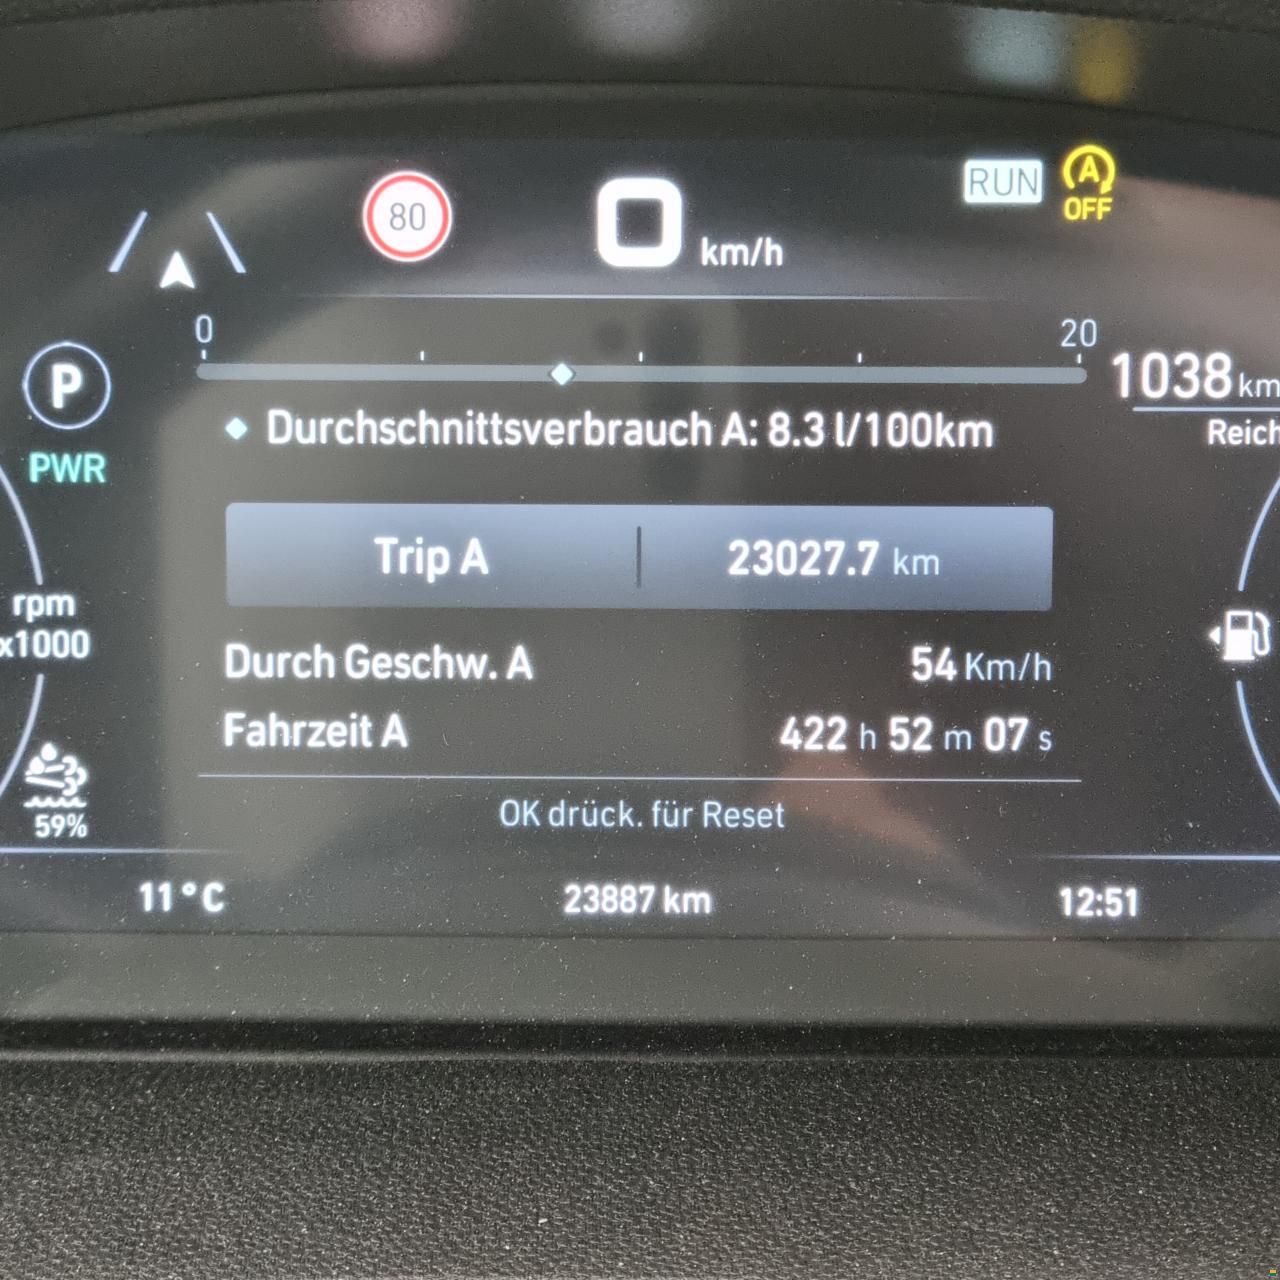 80
0 km/h
RUN
A
OFF
0
20
P
1038 km
Reich
Durchschnittsverbrauch A: 8.3 l/100km
PWR
Trip A 23027.7 km
rpm
x1000
Durch Geschw. A 54 Km/h
Fahrzeit A 422 h 52 m 07 s
59%
OK drück. für Reset
11°C 23887 km 12:51